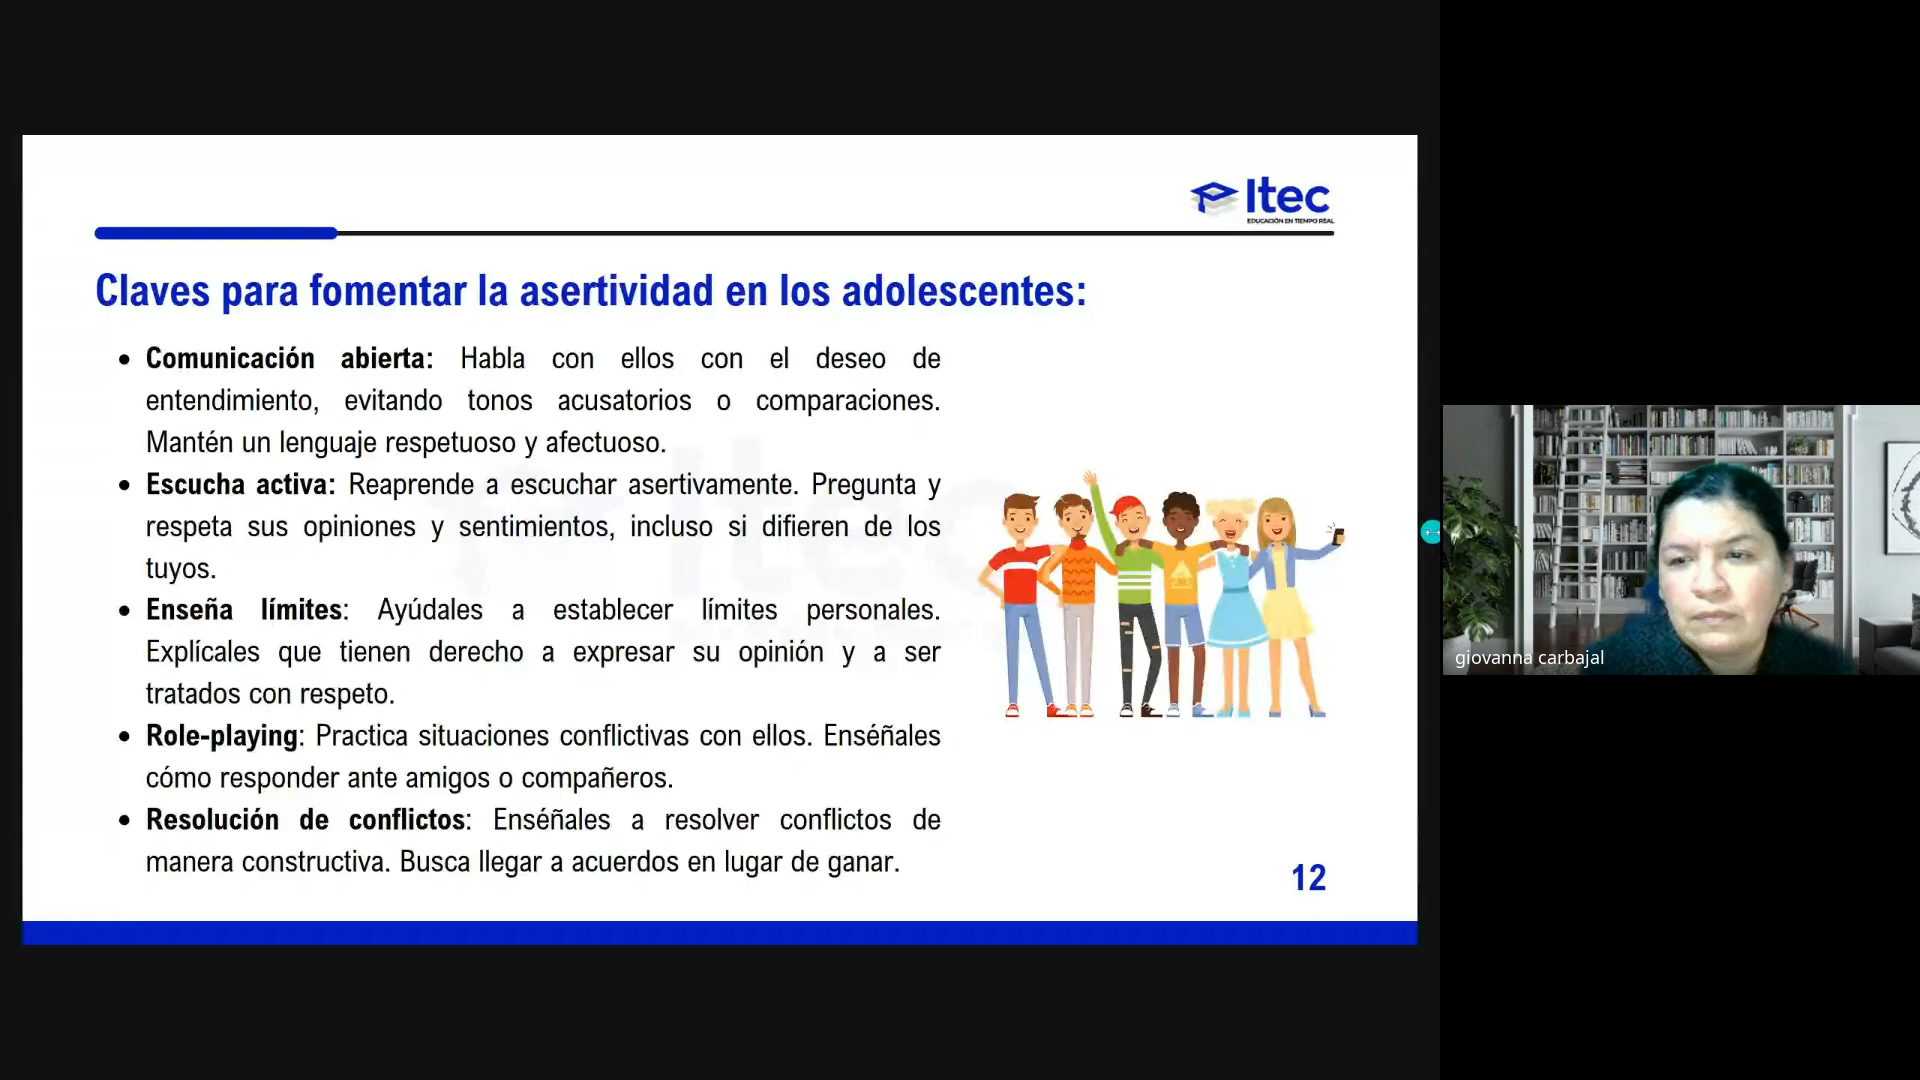 Itec
EDUCACIÓN EN TIEMPO REAL
Claves para fomentar la asertividad en los adolescentes:
• Comunicación abierta: Habla con ellos con el deseo de
entendimiento, evitando tonos acusatorios o comparaciones.
Mantén un lenguaje respetuoso y afectuoso.
• Escucha activa: Reaprende a escuchar asertivamente. Pregunta y
respeta sus opiniones y sentimientos, incluso si difieren de los
tuyos.
• Enseña límites: Ayúdales a establecer límites personales.
Explícales que tienen derecho a expresar su opinión y a ser
tratados con respeto.
• Role-playing: Practica situaciones conflictivas con ellos. Enséñales
cómo responder ante amigos o compañeros.
• Resolución de conflictos: Enséñales a resolver conflictos de
manera constructiva. Busca llegar a acuerdos en lugar de ganar.
12
giovanna carbajal